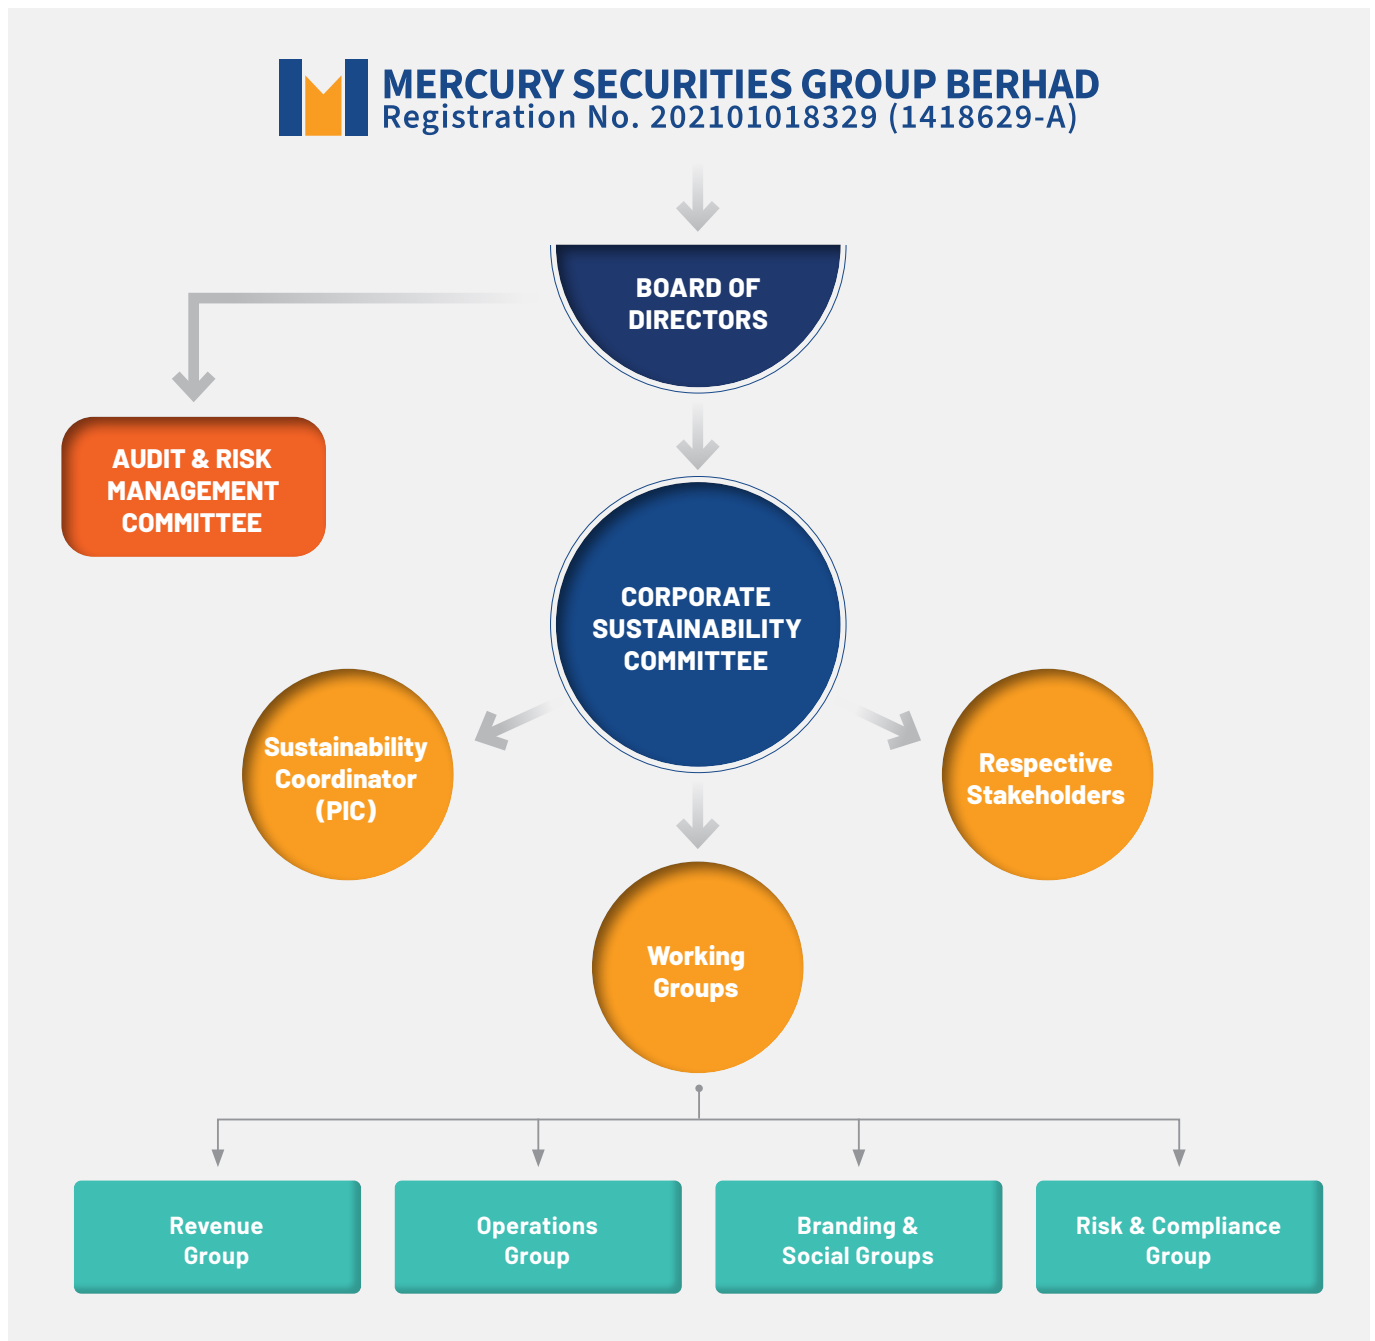 MERCURY SECURITIES GROUP BERHAD
Registration No. 202101018329 (1418629-A)
BOARD OF
DIRECTORS
AUDIT & RISK
MANAGEMENT
COMMITTEE
CORPORATE
SUSTAINABILITY
COMMITTEE
Sustainability
Coordinator
(PIC)
Respective
Stakeholders
Working
Groups
Revenue
Group
Operations
Group
Branding &
Social Groups
Risk & Compliance
Group